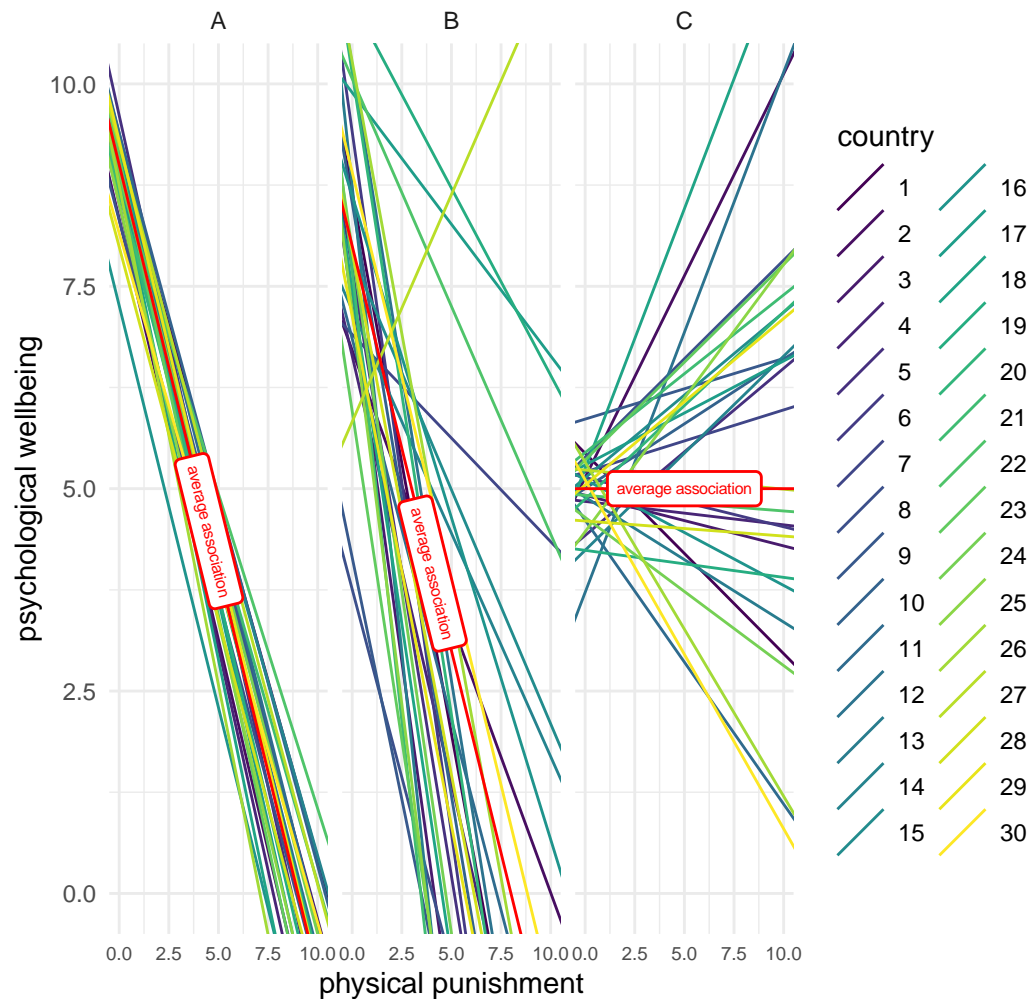 A B C
10.0
7.5
5.0
2.5
0.0
psychological wellbeing
average association
average association
average association
0.0 2.5 5.0 7.5 10.0 0.0 2.5 5.0 7.5 10.0 0.0 2.5 5.0 7.5 10.0
physical punishment
country
1 16
2 17
3 18
4 19
5 20
6 21
7 22
8 23
9 24
10 25
11 26
12 27
13 28
14 29
15 30